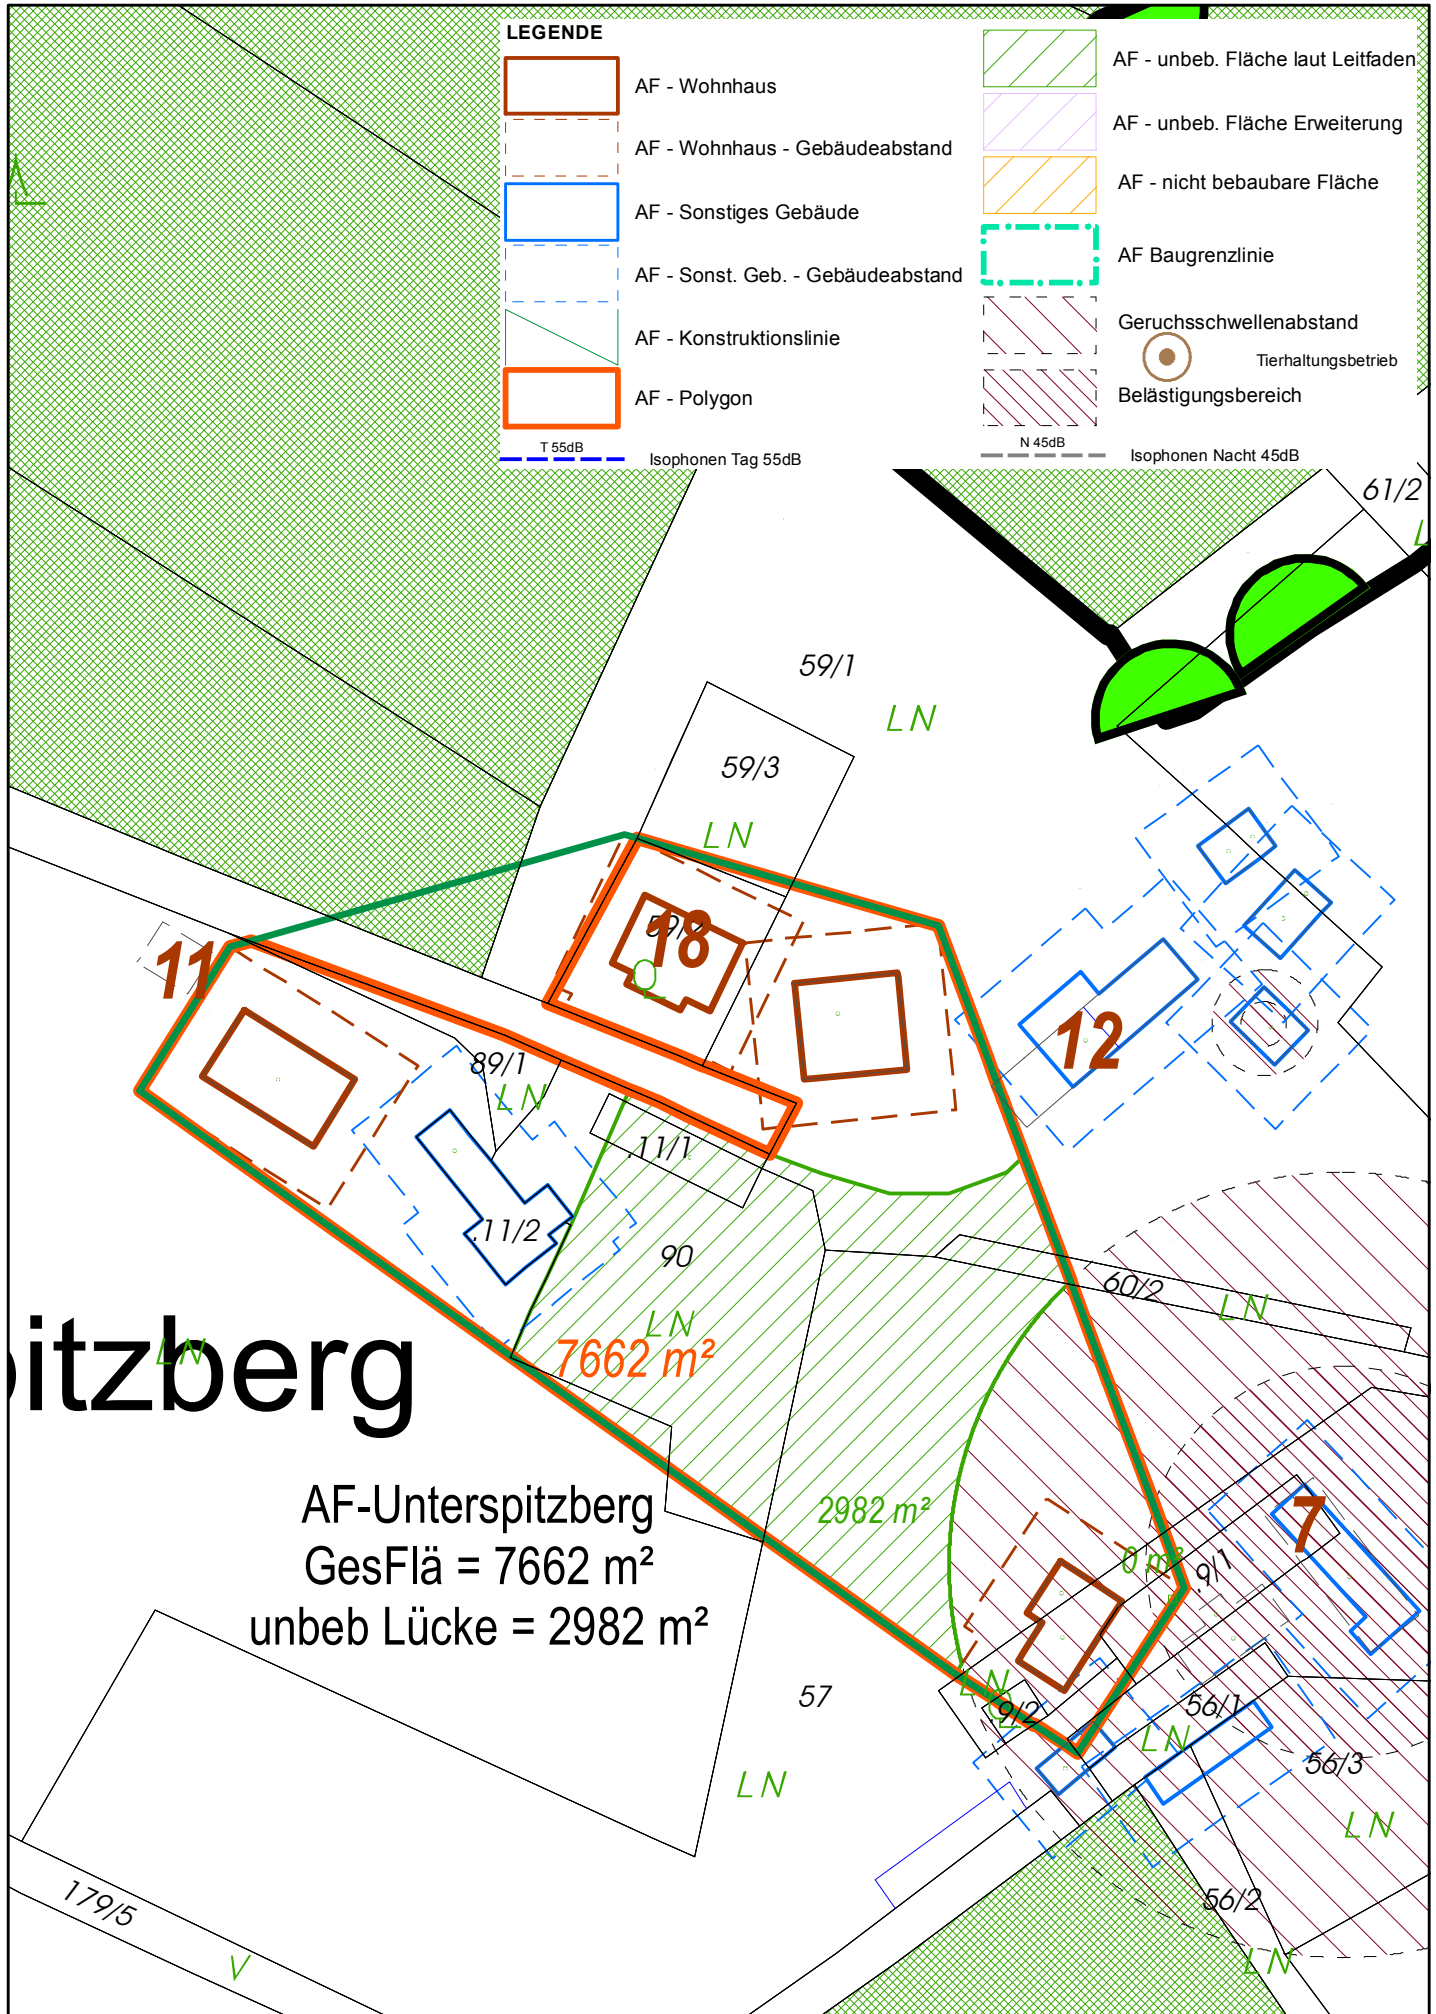 LEGENDE
AF - Wohnhaus
AF - Wohnhaus - Gebäudeabstand
AF - Sonstiges Gebäude
AF - Sonst. Geb. - Gebäudeabstand
AF - Konstruktionslinie
AF - Polygon
T 55dB
Isophonen Tag 55dB
AF - unbeb. Fläche laut Leitfaden
AF - unbeb. Fläche Erweiterung
AF - nicht bebaubare Fläche
AF Baugrenzlinie
Geruchsschwellenabstand
Tierhaltungsbetrieb
Belästigungsbereich
N 45dB
Isophonen Nacht 45dB
61/2
59/1
LN
59/3
LN
18
11
12
89/1
LN
.11/1
.11/2
90
LN
7662 m²
60/2
LN
LN
itzberg
2982 m²
AF-Unterspitzberg
GesFlä = 7662 m²
unbeb Lücke = 2982 m²
7
0 m²
.9/1
57
LN
LN
.9/2
56/1
LN
56/3
LN
56/2
LN
179/5
V